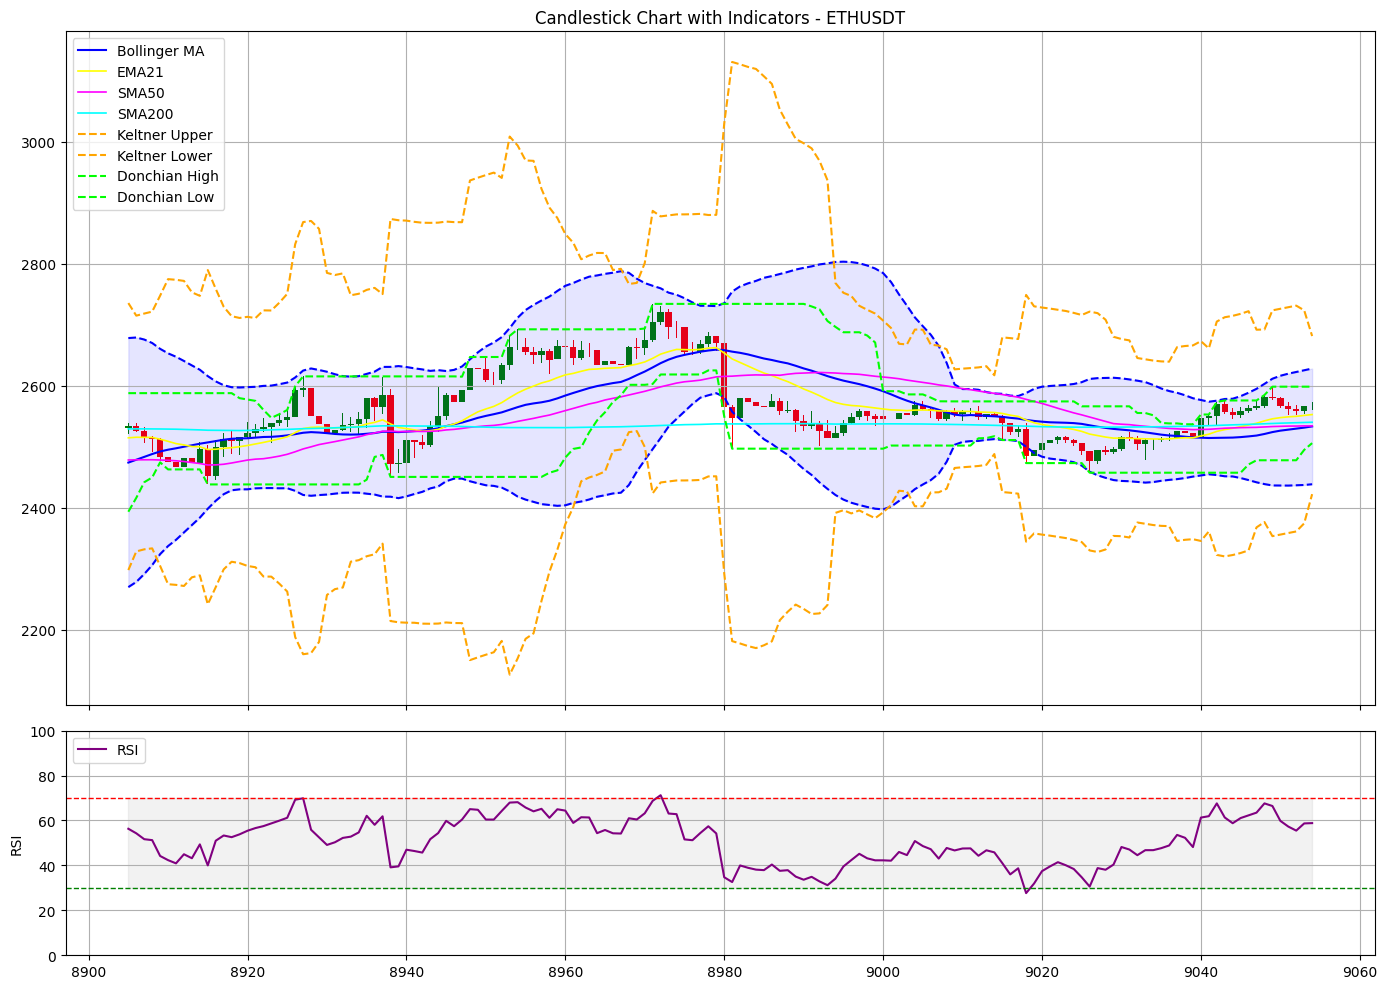 Candlestick Chart with Indicators - ETHUSDT
Bollinger MA
EMA21
SMA50
SMA200
Keltner Upper
Keltner Lower
Donchian High
Donchian Low
3000
2800
2600
2400
2200
RSI
100
80
60
40
20
0
RSI
8900 8920 8940 8960 8980 9000 9020 9040 9060